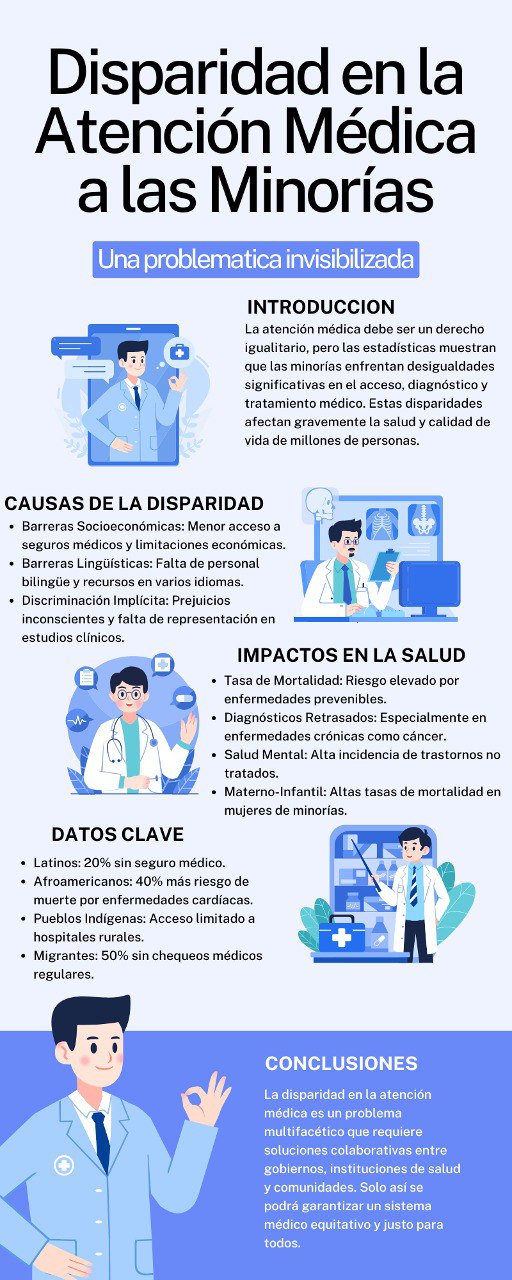 Disparidad en la
Atención Médica
a las Minorías
Una problematica invisibilizada
INTRODUCCION
La atención médica debe ser un derecho
igualitario, pero las estadísticas muestran
que las minorías enfrentan desigualdades
significativas en el acceso, diagnóstico y
tratamiento médico. Estas disparidades
afectan gravemente la salud y calidad de
vida de millones de personas.
CAUSAS DE LA DISPARIDAD
• Barreras Socioeconómicas: Menor acceso a
seguros médicos y limitaciones económicas.
• Barreras Lingüísticas: Falta de personal
bilingüe y recursos en varios idiomas.
• Discriminación Implícita: Prejuicios
inconscientes y falta de representación en
estudios clínicos.
IMPACTOS EN LA SALUD
• Tasa de Mortalidad: Riesgo elevado por
enfermedades prevenibles.
• Diagnósticos Retrasados: Especialmente en
enfermedades crónicas como cáncer.
• Salud Mental: Alta incidencia de trastornos no
tratados.
• Materno-Infantil: Altas tasas de mortalidad en
mujeres de minorías.
DATOS CLAVE
• Latinos: 20% sin seguro médico.
• Afroamericanos: 40% más riesgo de
muerte por enfermedades cardíacas.
• Pueblos Indígenas: Acceso limitado a
hospitales rurales.
• Migrantes: 50% sin chequeos médicos
regulares.
CONCLUSIONES
La disparidad en la atención
médica es un problema
multifacético que requiere
soluciones colaborativas entre
gobiernos, instituciones de salud
y comunidades. Solo así se
podrá garantizar un sistema
médico equitativo y justo para
todos.